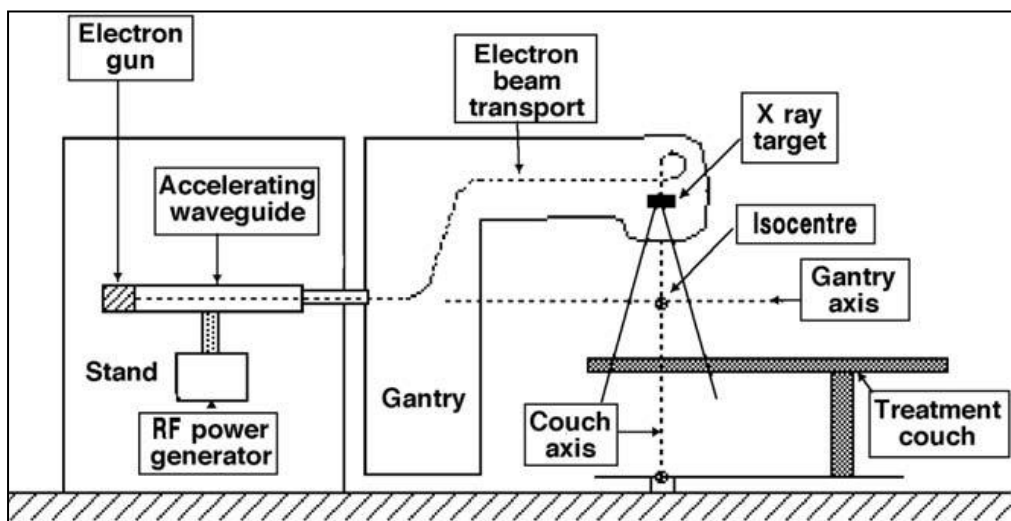 Electron
gun
Electron
beam
transport
X ray
target
Accelerating
waveguide
Isocentre
Gantry
axis
Stand
Gantry
RF power
generator
Couch
axis
Treatment
couch